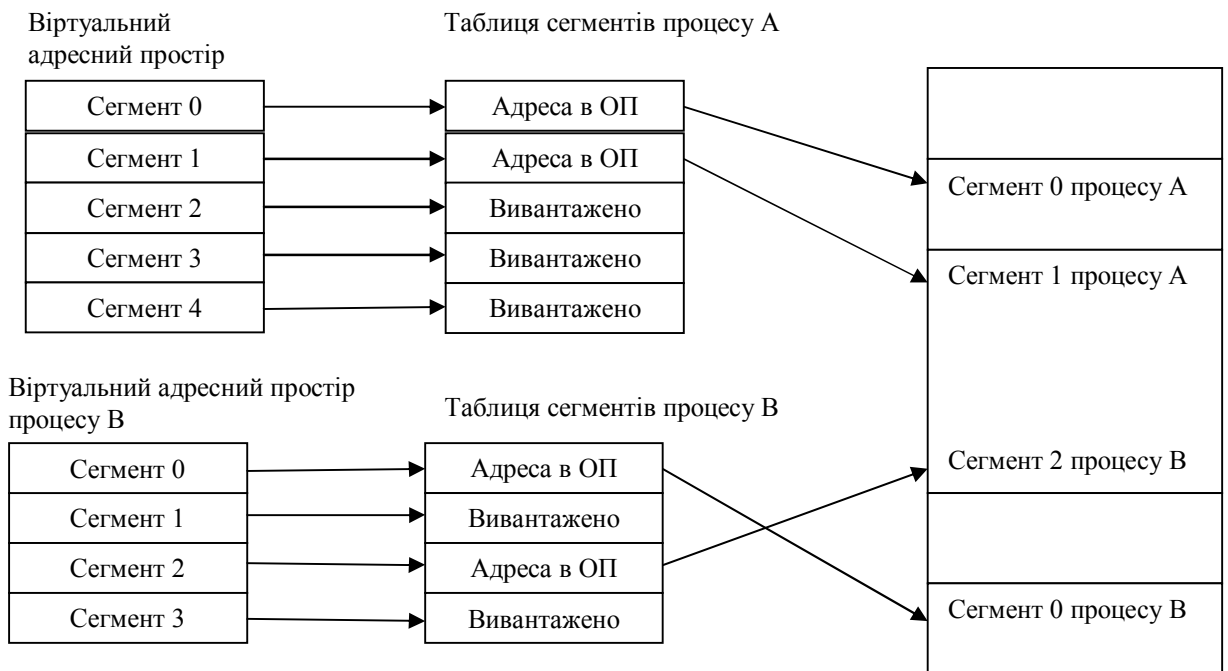 Віртуальний
адресний простір
Таблиця сегментів процесу А
Сегмент 0
Сегмент 1
Сегмент 2
Сегмент 3
Сегмент 4
Адреса в ОП
Адреса в ОП
Вивантажено
Вивантажено
Вивантажено
Віртуальний адресний простір
процесу В
Таблиця сегментів процесу В
Сегмент 0
Сегмент 1
Сегмент 2
Сегмент 3
Адреса в ОП
Вивантажено
Адреса в ОП
Вивантажено
Сегмент 0 процесу А
Сегмент 1 процесу А
Сегмент 2 процесу В
Сегмент 0 процесу В